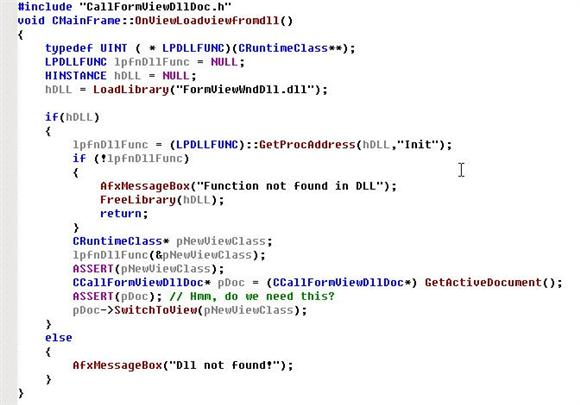 #include "CallFormViewDllDoc.h"
void CMainFrame::OnViewLoadviewfromdll()
{
typedef UINT ( * LPDLLFUNC)(CRuntimeClass**);
LPDLLFUNC lpfnDllFunc = NULL;
HINSTANCE hDLL = NULL;
hDLL = LoadLibrary("FormViewWndDll.dll");
if(hDLL)
{
lpfnDllFunc = (LPDLLFUNC)::GetProcAddress(hDLL,"Init");
if (!lpfnDllFunc)
{
AfxMessageBox("Function not found in DLL");
FreeLibrary(hDLL);
return;
}
CRuntimeClass* pNewViewClass;
lpfnDllFunc(&pNewViewClass);
ASSERT(pNewViewClass);
CCallFormViewDllDoc* pDoc = (CCallFormViewDllDoc*) GetActiveDocument();
ASSERT(pDoc); // Hmm, do we need this?
pDoc->SwitchToView(pNewViewClass);
}
else
{
AfxMessageBox("Dll not found!");
}
}